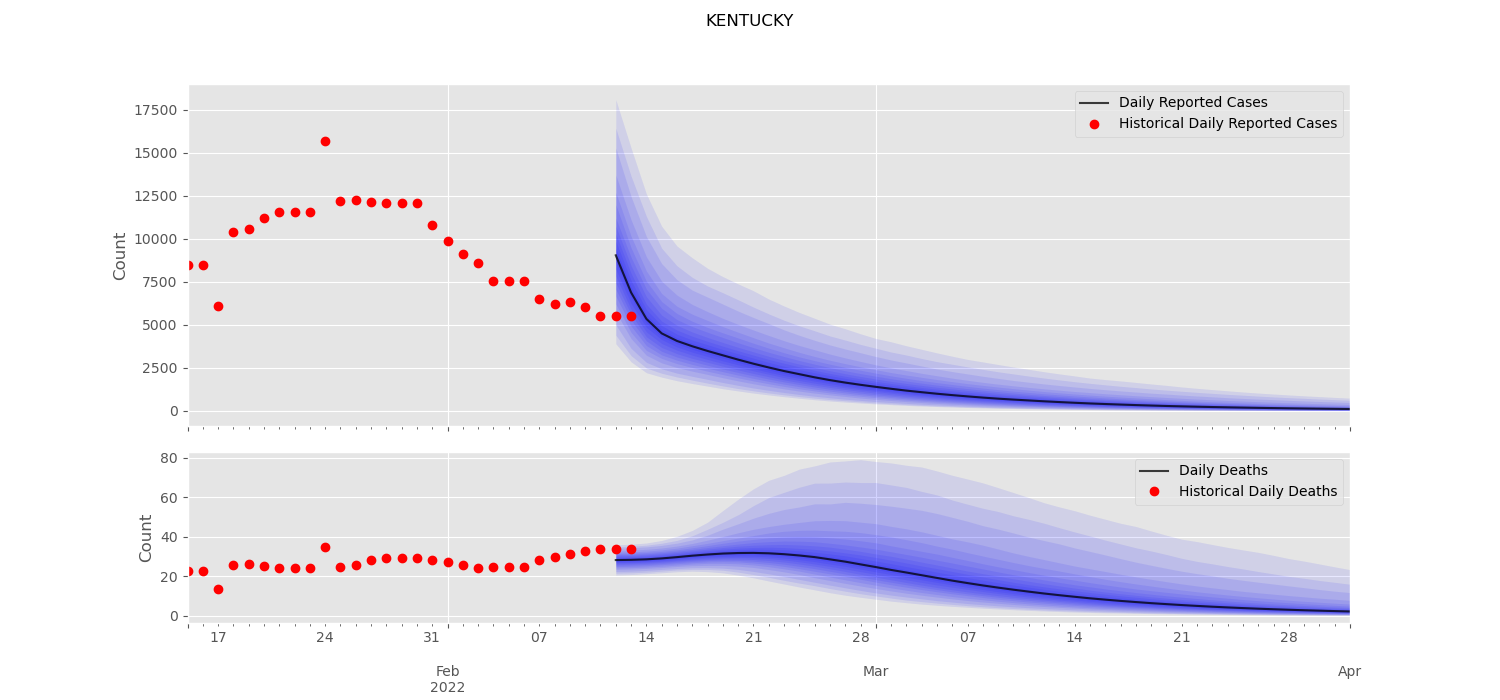 KENTUCKY
17500
15000
12500
10000
7500
5000
2500
0
Count
Daily Reported Cases
Historical Daily Reported Cases
80
60
40
20
0
Count
Daily Deaths
Historical Daily Deaths
17 24 31 07 14 21 28 07 14 21 28
Feb Mar Apr
2022